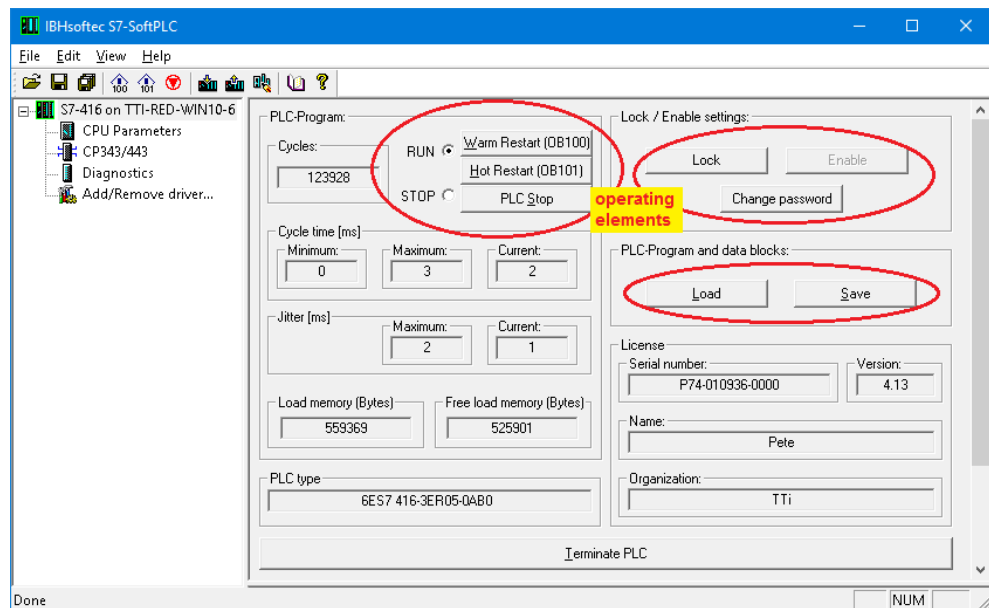 IBHsoftec S7-SoftPLC
File Edit View Help
100 101
S7-416 on TTI-RED-WIN10-6
CPU Parameters
CP343/443
Diagnostics
Add/Remove driver...
PLC-Program:
Cycles:
123928
RUN
Warm Restart (OB100)
Hot Restart (OB101)
STOP
PLC Stop
operating
elements
Cycle time [ms]
Minimum: Maximum: Current:
0 3 2
Jitter [ms]
Maximum: Current:
2 1
Load memory (Bytes) Free load memory (Bytes)
559369 525901
PLC type
6ES7 416-3ER05-0AB0
Lock / Enable settings:
Lock Enable
Change password
PLC-Program and data blocks:
Load Save
License
Serial number: Version:
P74-010936-0000 4.13
Name:
Pete
Organization:
TTi
Terminate PLC
Done NUM